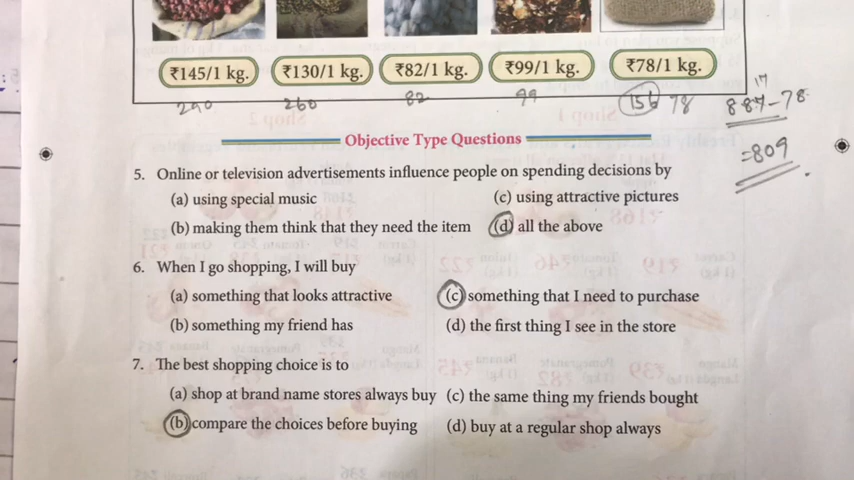 ₹145/1 kg. ₹130/1 kg. ₹82/1 kg. ₹99/1 kg. ₹78/1 kg.
290 260 82 99 156 78
17
887-78
=809
Objective Type Questions
5. Online or television advertisements influence people on spending decisions by
(a) using special music (c) using attractive pictures
(b) making them think that they need the item (d) all the above
6. When I go shopping, I will buy
(a) something that looks attractive (c) something that I need to purchase
(b) something my friend has (d) the first thing I see in the store
7. The best shopping choice is to
(a) shop at brand name stores always buy (c) the same thing my friends bought
(b) compare the choices before buying (d) buy at a regular shop always